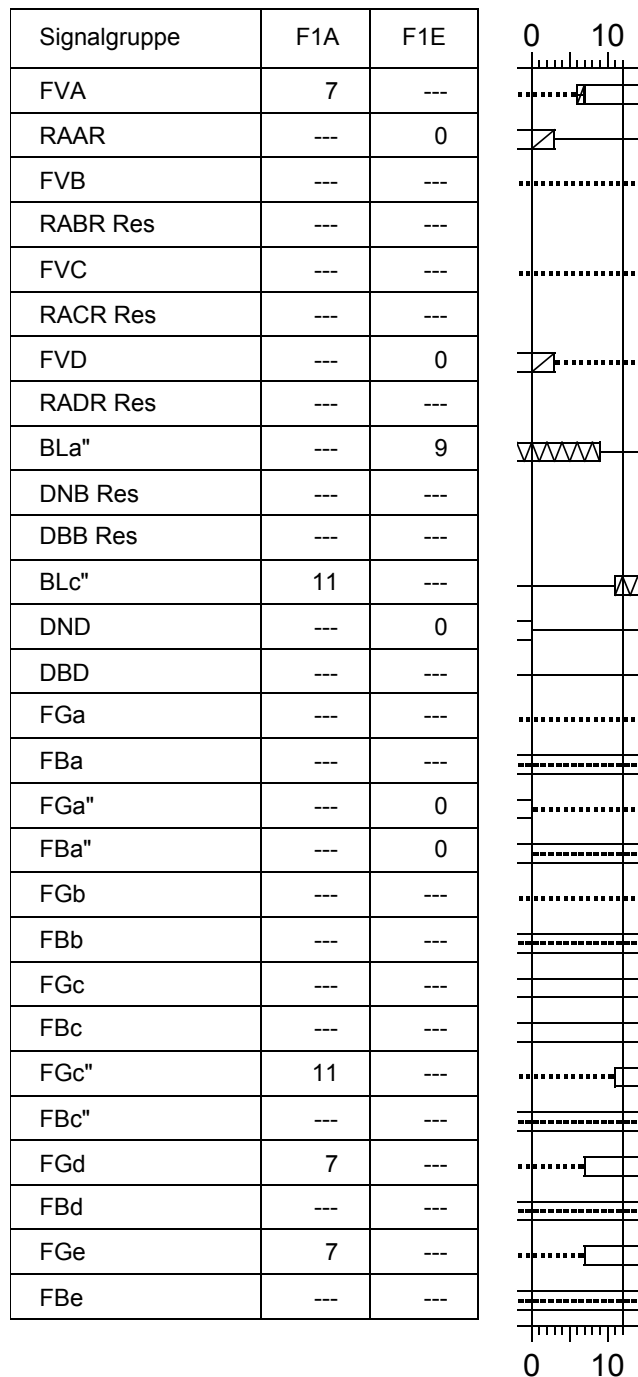 Signalgruppe F1A F1E 0 10
FVA 7 ---
RAAR --- 0
FVB --- ---
RABR Res --- ---
FVC --- ---
RACR Res --- ---
FVD --- 0
RADR Res --- ---
BLa" --- 9
DNB Res --- ---
DBB Res --- ---
BLc" 11 ---
DND --- 0
DBD --- ---
FGa --- ---
FBa --- ---
FGa" --- 0
FBa" --- 0
FGb --- ---
FBb --- ---
FGc --- ---
FBc --- ---
FGc" 11 ---
FBc" --- ---
FGd 7 ---
FBd --- ---
FGe 7 ---
FBe --- ---
0 10